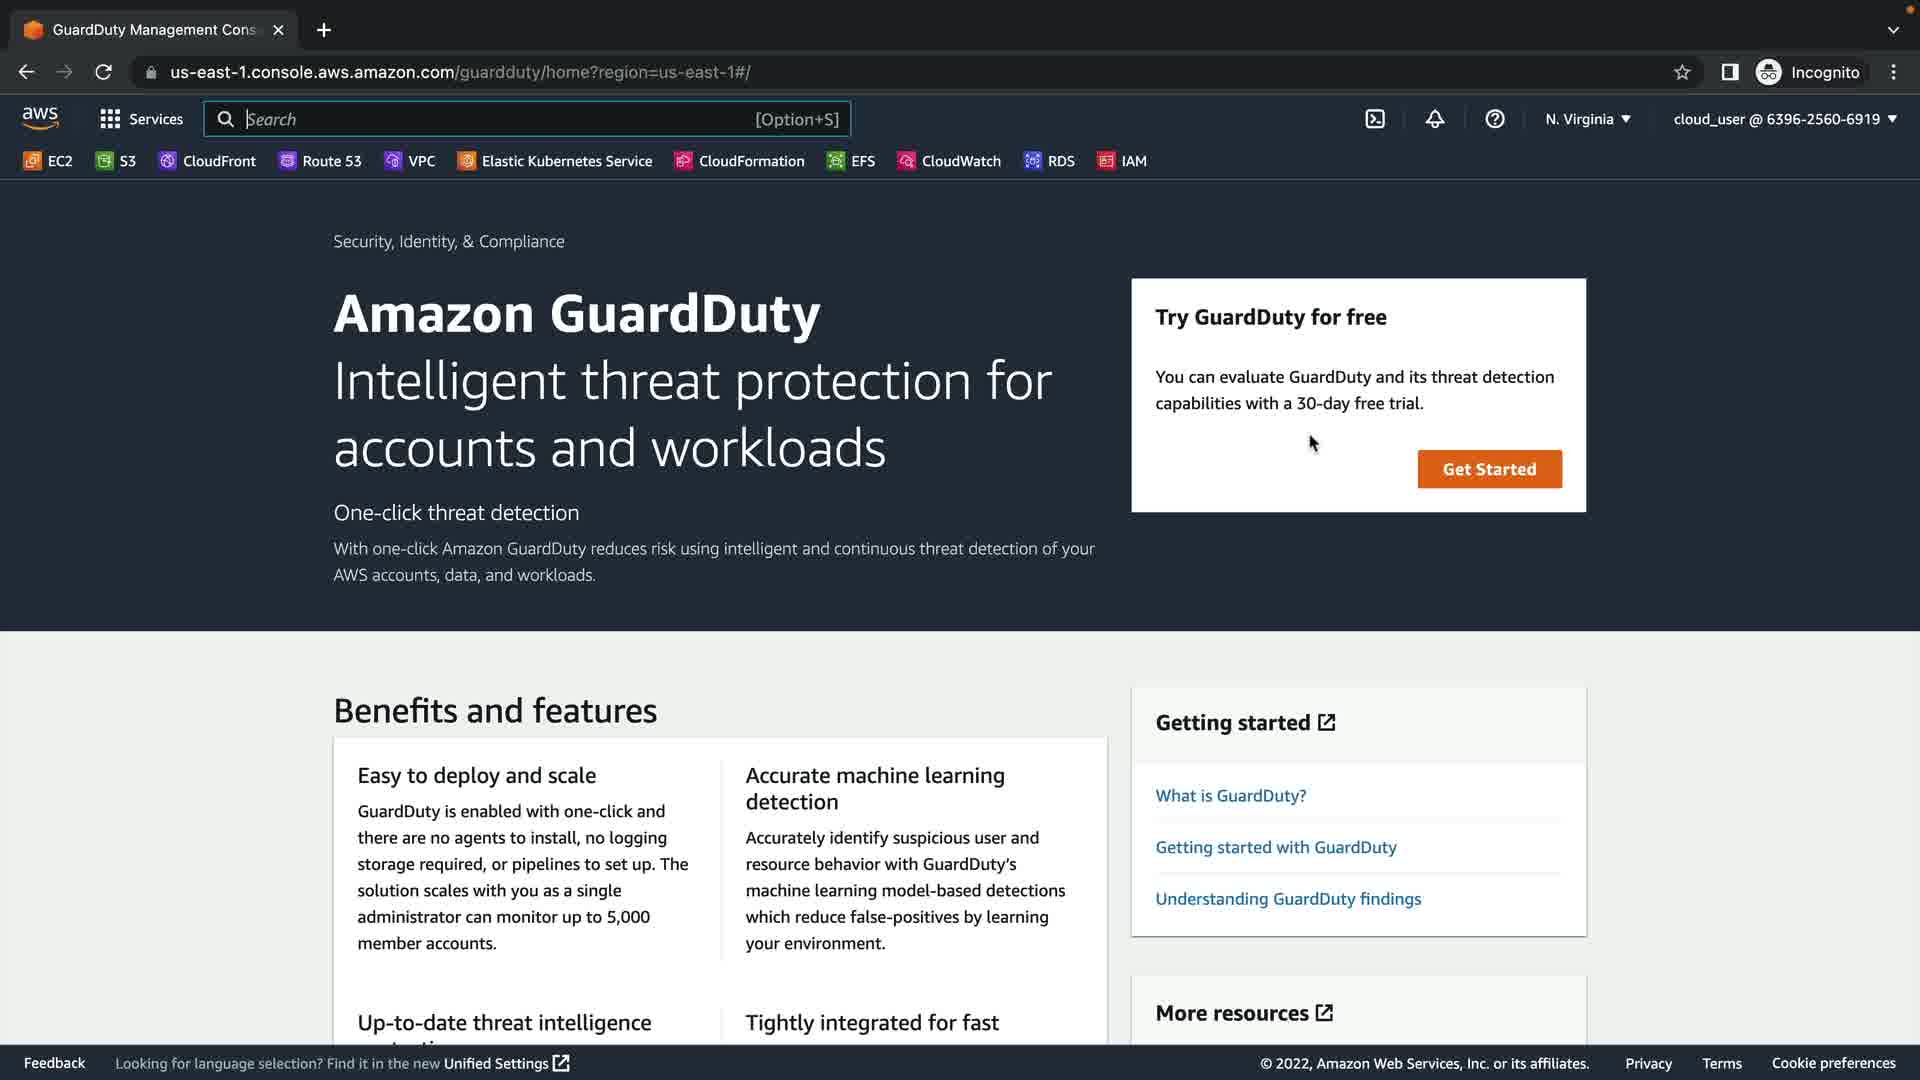 GuardDuty Management Cons
us-east-1.console.aws.amazon.com/guardduty/home?region=us-east-1#/
Incognito
aws
Services
Search
[Option+S]
N. Virginia
cloud_user @ 6396-2560-6919
EC2
S3
CloudFront
Route 53
VPC
Elastic Kubernetes Service
CloudFormation
EFS
CloudWatch
RDS
IAM
Security, Identity, & Compliance
Amazon GuardDuty
Intelligent threat protection for
accounts and workloads
One-click threat detection
With one-click Amazon GuardDuty reduces risk using intelligent and continuous threat detection of your
AWS accounts, data, and workloads.
Try GuardDuty for free
You can evaluate GuardDuty and its threat detection
capabilities with a 30-day free trial.
Get Started
Benefits and features
Easy to deploy and scale
GuardDuty is enabled with one-click and
there are no agents to install, no logging
storage required, or pipelines to set up. The
solution scales with you as a single
administrator can monitor up to 5,000
member accounts.
Accurate machine learning
detection
Accurately identify suspicious user and
resource behavior with GuardDuty's
machine learning model-based detections
which reduce false-positives by learning
your environment.
Up-to-date threat intelligence
Tightly integrated for fast
Getting started
What is GuardDuty?
Getting started with GuardDuty
Understanding GuardDuty findings
More resources
Feedback
Looking for language selection? Find it in the new Unified Settings
© 2022, Amazon Web Services, Inc. or its affiliates.
Privacy
Terms
Cookie preferences